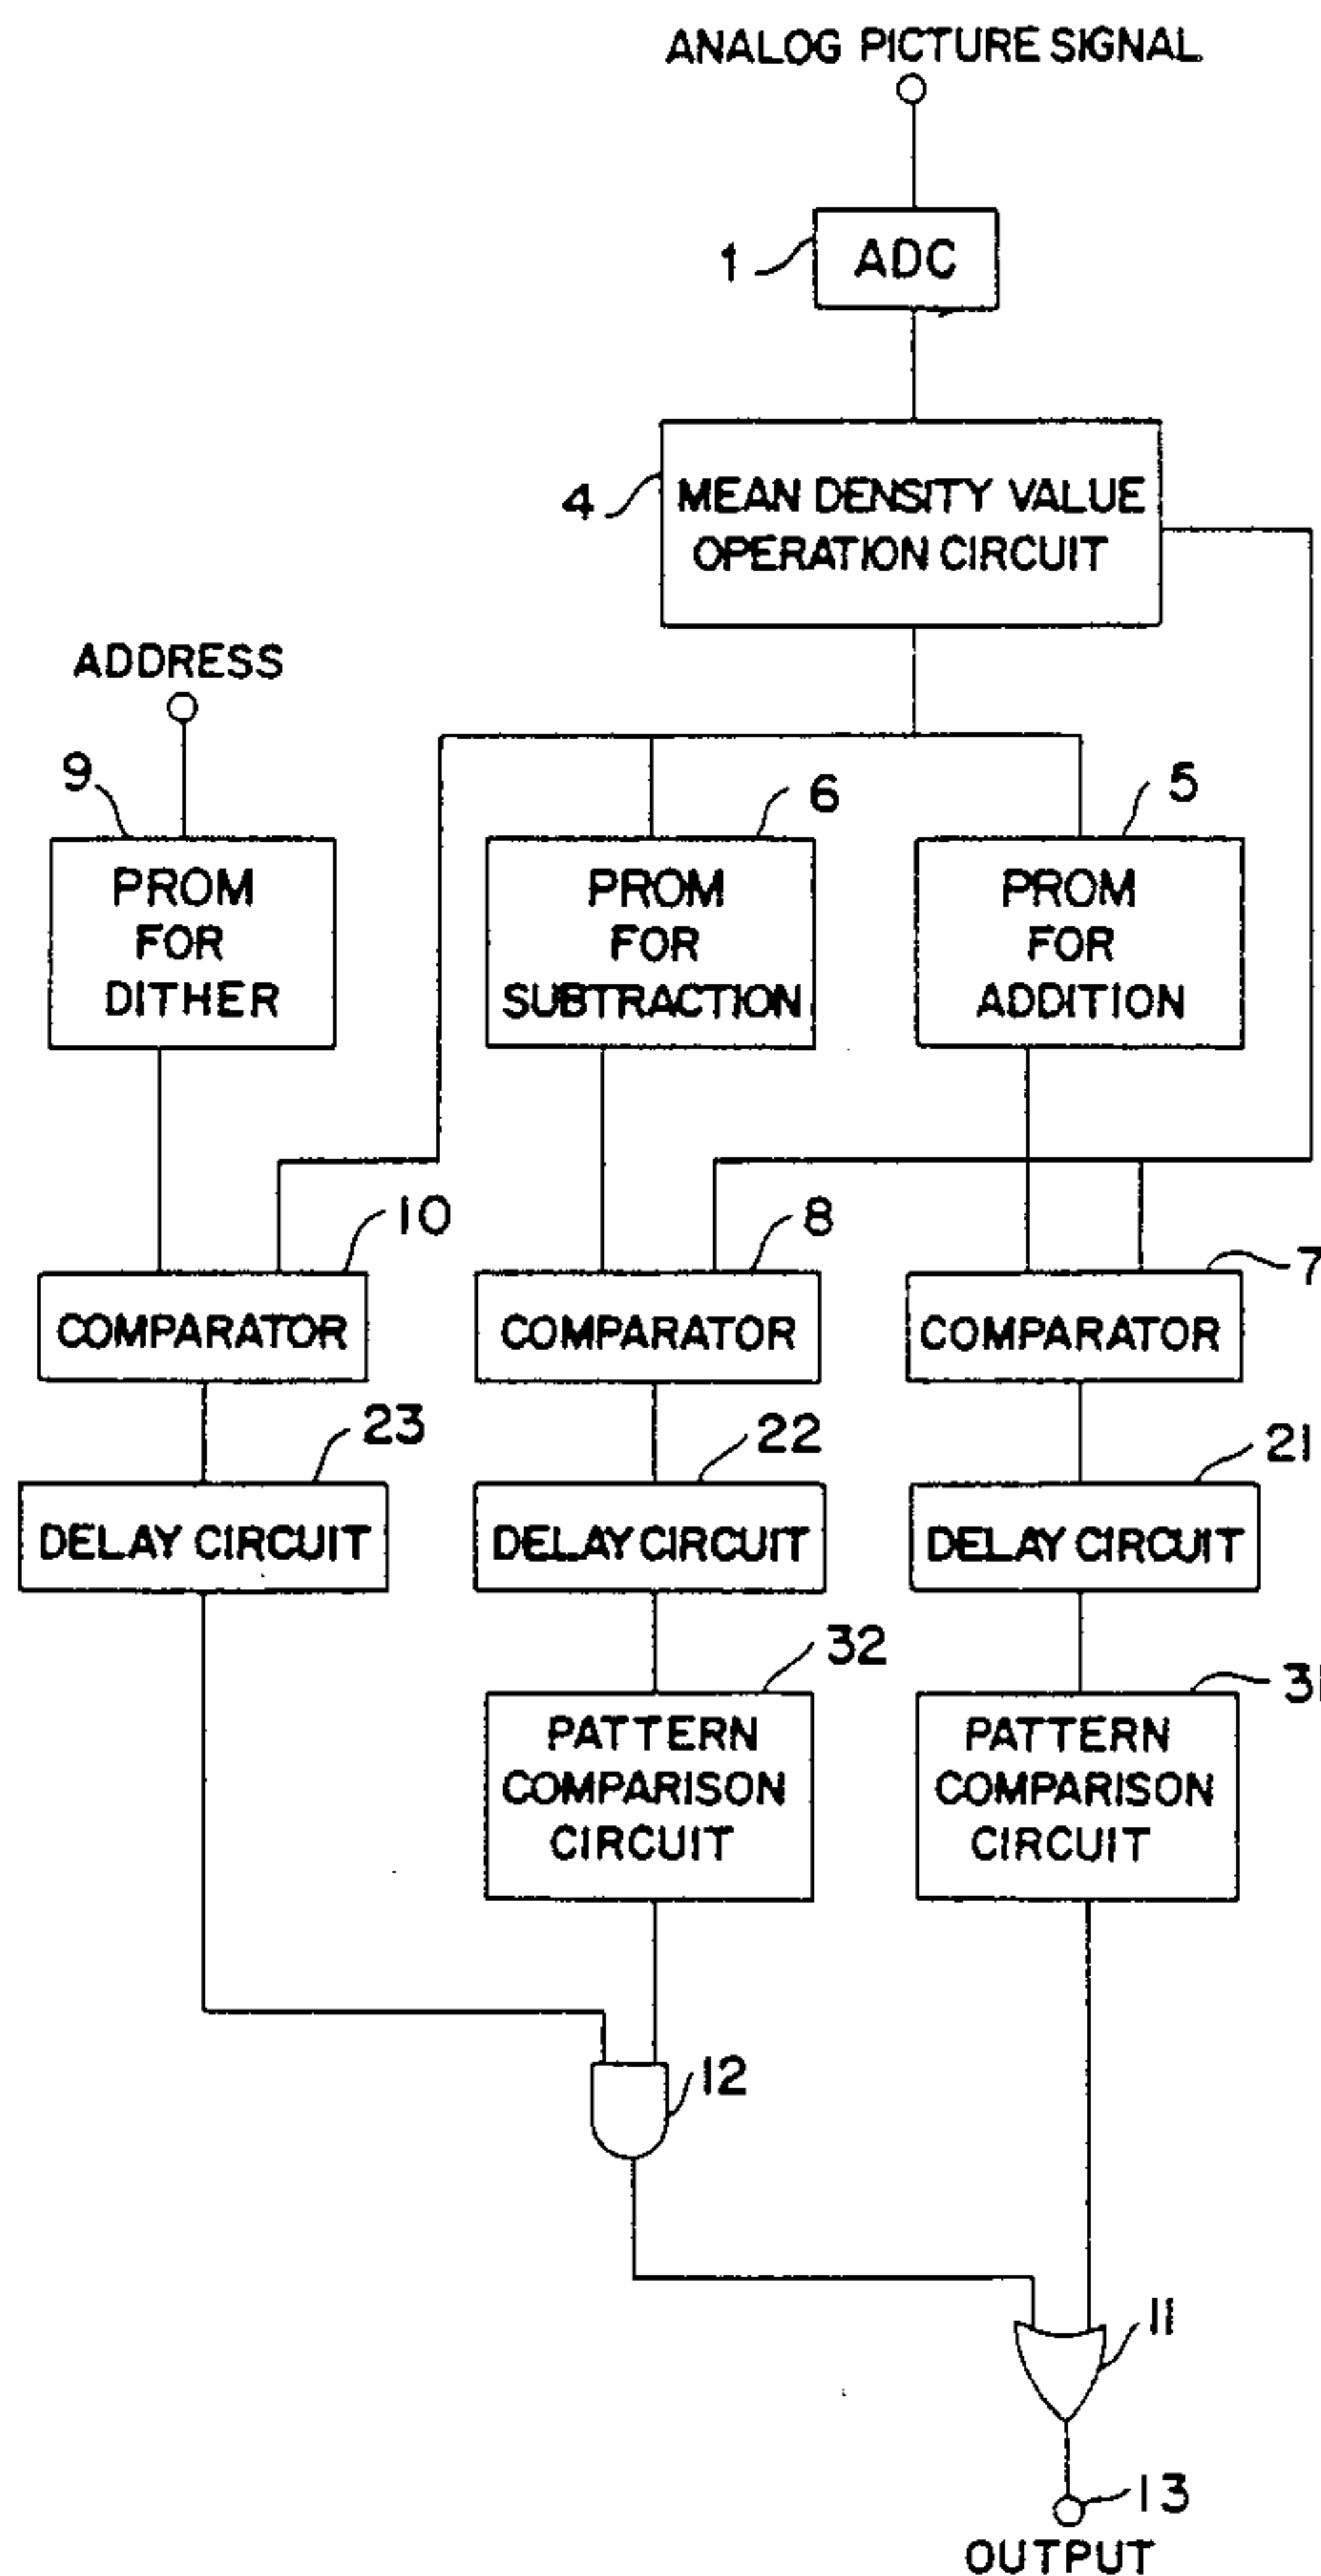 ANALOG PICTURE SIGNAL
1
ADC
4
MEAN DENSITY VALUE
OPERATION CIRCUIT
ADDRESS
9
6
5
PROM
FOR
DITHER
PROM
FOR
SUBTRACTION
PROM
FOR
ADDITION
10
8
7
COMPARATOR
COMPARATOR
COMPARATOR
23
22
21
DELAY CIRCUIT
DELAY CIRCUIT
DELAY CIRCUIT
32
31
PATTERN
COMPARISON
CIRCUIT
PATTERN
COMPARISON
CIRCUIT
12
11
13
OUTPUT